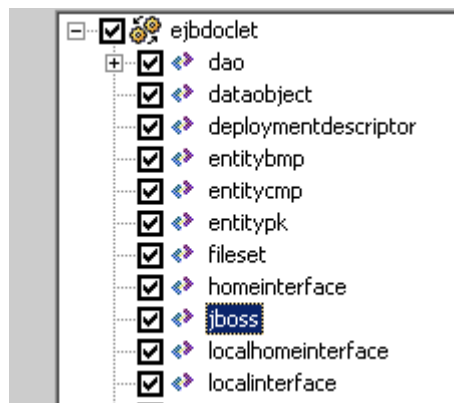 ejbdoclet
dao
dataobject
deploymentdescriptor
entitybmp
entitycmp
entitypk
fileset
homeinterface
jboss
localhomeinterface
localinterface